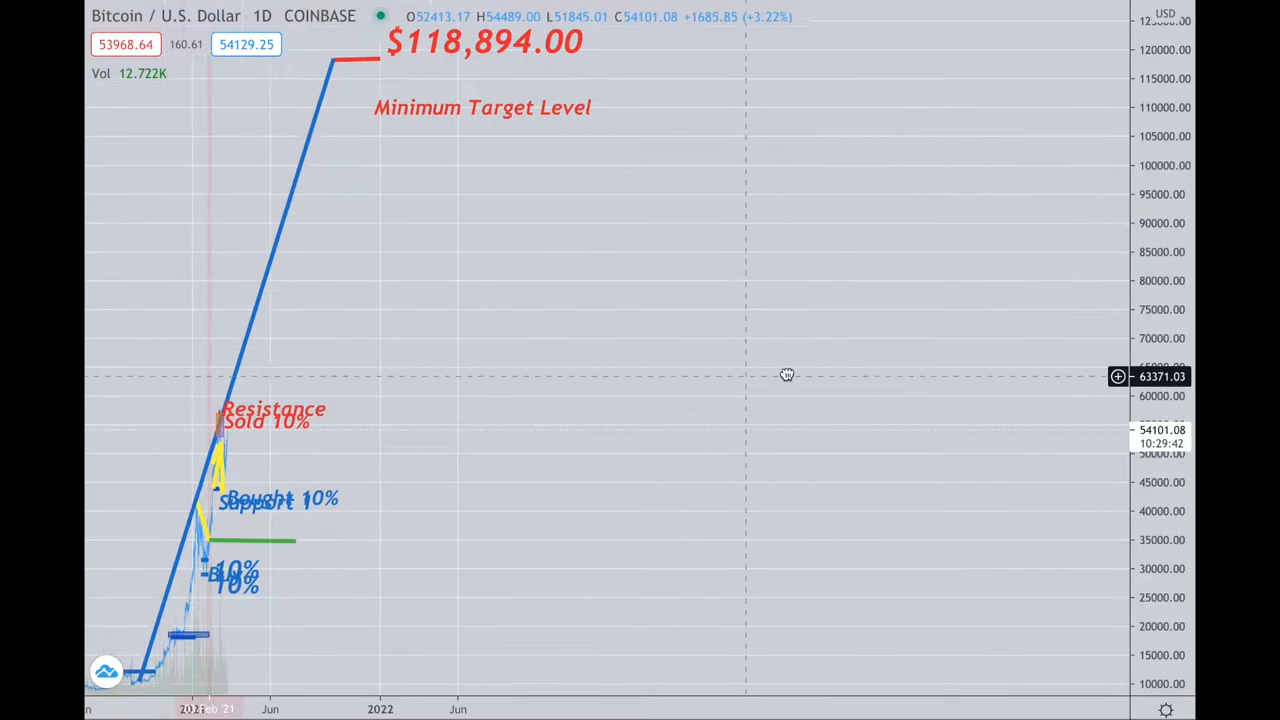 Bitcoin / U.S. Dollar 1D COINBASE O52413.17 H54489.00 L51845.01 C54101.08 +1685.85 (+3.22%)
USD
53968.64 160.61 54129.25
$118,894.00
Vol 12.722K
Minimum Target Level
120000.00
115000.00
110000.00
105000.00
100000.00
95000.00
90000.00
85000.00
80000.00
75000.00
70000.00
63371.03
60000.00
Resistance
Sold 10%
54101.08
10:29:42
50000.00
45000.00
Bought 10%
Support 1
40000.00
35000.00
30000.00
10%
10%
25000.00
20000.00
15000.00
10000.00
Feb '21
Jun
2022
Jun